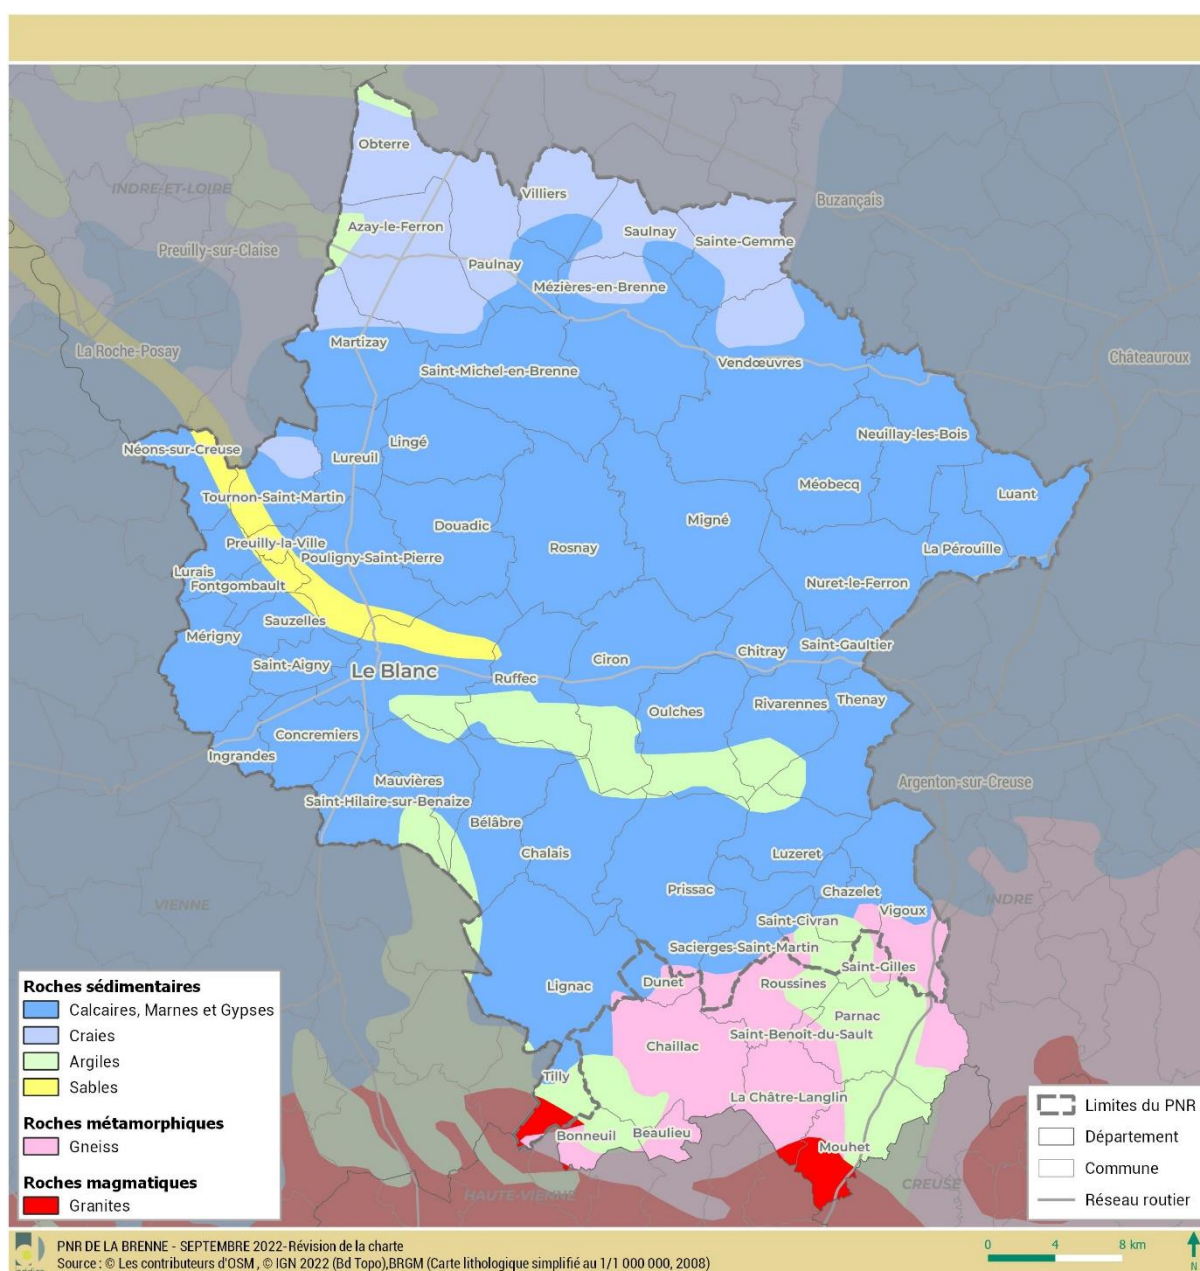 Obterre
INDRE-ET-LOIRE
Villiers
Buzançais
Azay-le-Ferron
Saulnay
Sainte-Gemme
Preuilly-sur-Claise
Paulnay
Mézières-en-Brenne
La Roche-Posay
Martizay
Châteauroux
Saint-Michel-en-Brenne
Vendœuvres
Néons-sur-Creuse
Lingé
Neuillay-les-Bois
Lureuil
Méobecq
Luant
Tournon-Saint-Martin
Douadic
Migné
Preuilly-la-Ville
Rosnay
La Pérouille
Pouligny-Saint-Pierre
Lurais
Fontgombault
Nuret-le-Ferron
Sauzelles
Mérigny
Saint-Gaultier
Chitray
Saint-Aigny
Le Blanc
Ciron
Ruffec
Thenay
Rivarennes
Oulches
Concremiers
Ingrandes
Mauvières
Argenton-sur-Creuse
Saint-Hilaire-sur-Benaize
Bélâbre
Chalais
Luzeret
Prissac
Chazelet
VIENNE
INDRE
Vigoux
Saint-Civran
Sacierges-Saint-Martin
Saint-Gilles
Lignac
Dunet
Roussines
Parnac
Saint-Benoît-du-Sault
Chaillac
Tilly
La Châtre-Langlin
Bonneuil
Beaulieu
Mouhet
HAUTE-VIENNE
CREUSE
Roches sédimentaires
Calcaires, Marnes et Gypses
Craies
Argiles
Sables
Roches métamorphiques
Gneiss
Roches magmatiques
Granites
Limites du PNR
Département
Commune
Réseau routier
PNR DE LA BRENNE - SEPTEMBRE 2022-Révision de la charte
Source : © Les contributeurs d'OSM , © IGN 2022 (Bd Topo),BRGM (Carte lithologique simplifié au 1/1 000 000, 2008)
0 4 8 km
N